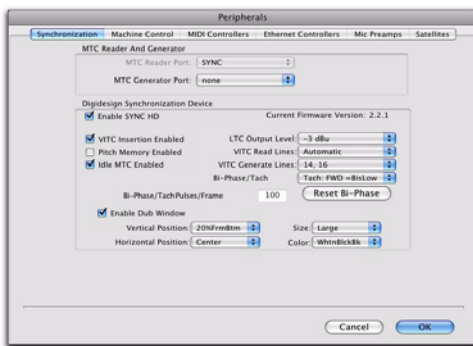 Peripherals
Synchronization Machine Control MIDI Controllers Ethernet Controllers Mic Preamps Satellites
MTC Reader And Generator
MTC Reader Port: SYNC
MTC Generator Port: none
Digidesign Synchronization Device
Enable SYNC HD Current Firmware Version: 2.2.1
VITC Insertion Enabled LTC Output Level: -3 dBu
Pitch Memory Enabled VITC Read Lines: Automatic
Idle MTC Enabled VITC Generate Lines: 14, 16
Bi-Phase/Tach Tach: FWD =BisLow
Bi-Phase/TachPulses/Frame 100 Reset Bi-Phase
Enable Dub Window
Vertical Position: 20%FrmBtm Size: Large
Horizontal Position: Center Color: WhtnBlckBk
Cancel OK